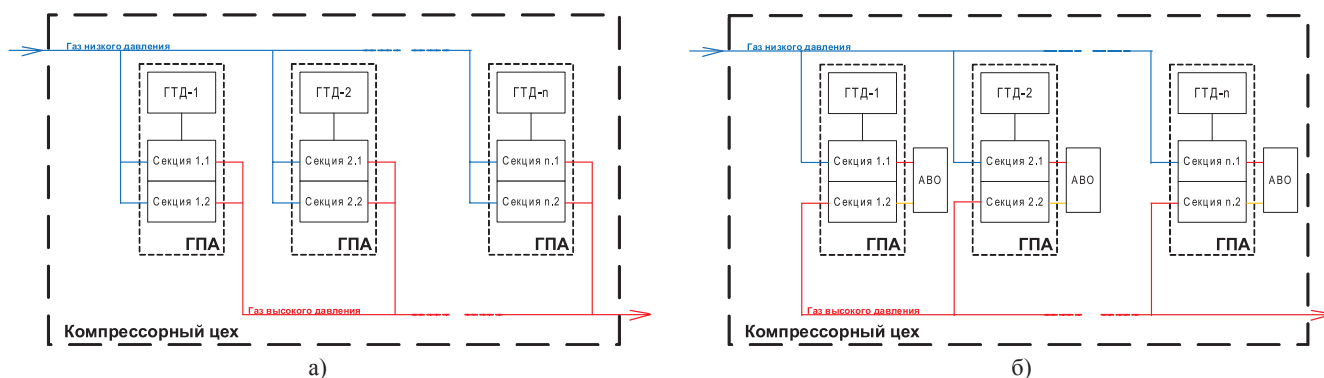 Газ низкого давления
ГТД-1
ГТД-2
ГТД-n
Секция 1.1
Секция 2.1
Секция n.1
Секция 1.2
Секция 2.2
Секция n.2
ГПА
ГПА
ГПА
Газ высокого давления
Компрессорный цех
а)
Газ низкого давления
ГТД-1
ГТД-2
ГТД-n
Секция 1.1
Секция 2.1
Секция n.1
АВО
АВО
АВО
Секция 1.2
Секция 2.2
Секция n.2
ГПА
ГПА
ГПА
Газ высокого давления
Компрессорный цех
б)